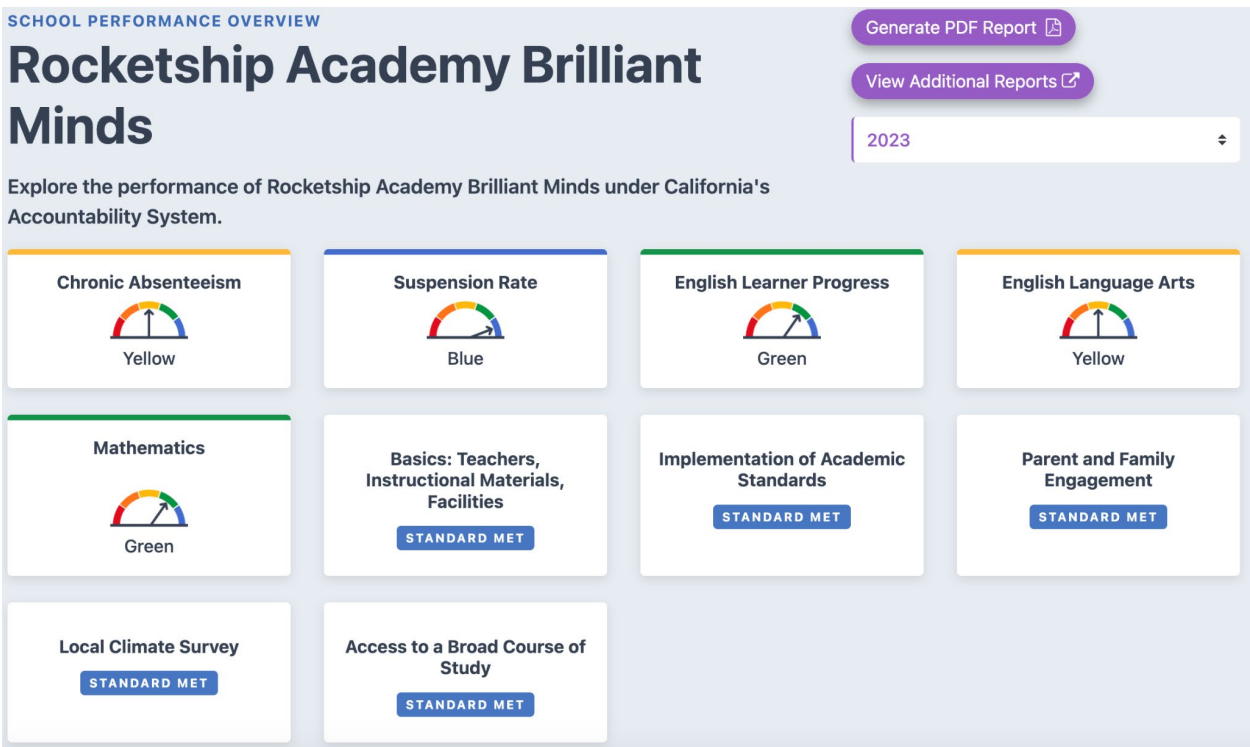 SCHOOL PERFORMANCE OVERVIEW
Rocketship Academy Brilliant
Minds
Explore the performance of Rocketship Academy Brilliant Minds under California's
Accountability System.
Generate PDF Report
View Additional Reports
2023
Chronic Absenteeism
Yellow
Suspension Rate
Blue
English Learner Progress
Green
English Language Arts
Yellow
Mathematics
Green
Basics: Teachers,
Instructional Materials,
Facilities
STANDARD MET
Implementation of Academic
Standards
STANDARD MET
Parent and Family
Engagement
STANDARD MET
Local Climate Survey
STANDARD MET
Access to a Broad Course of
Study
STANDARD MET